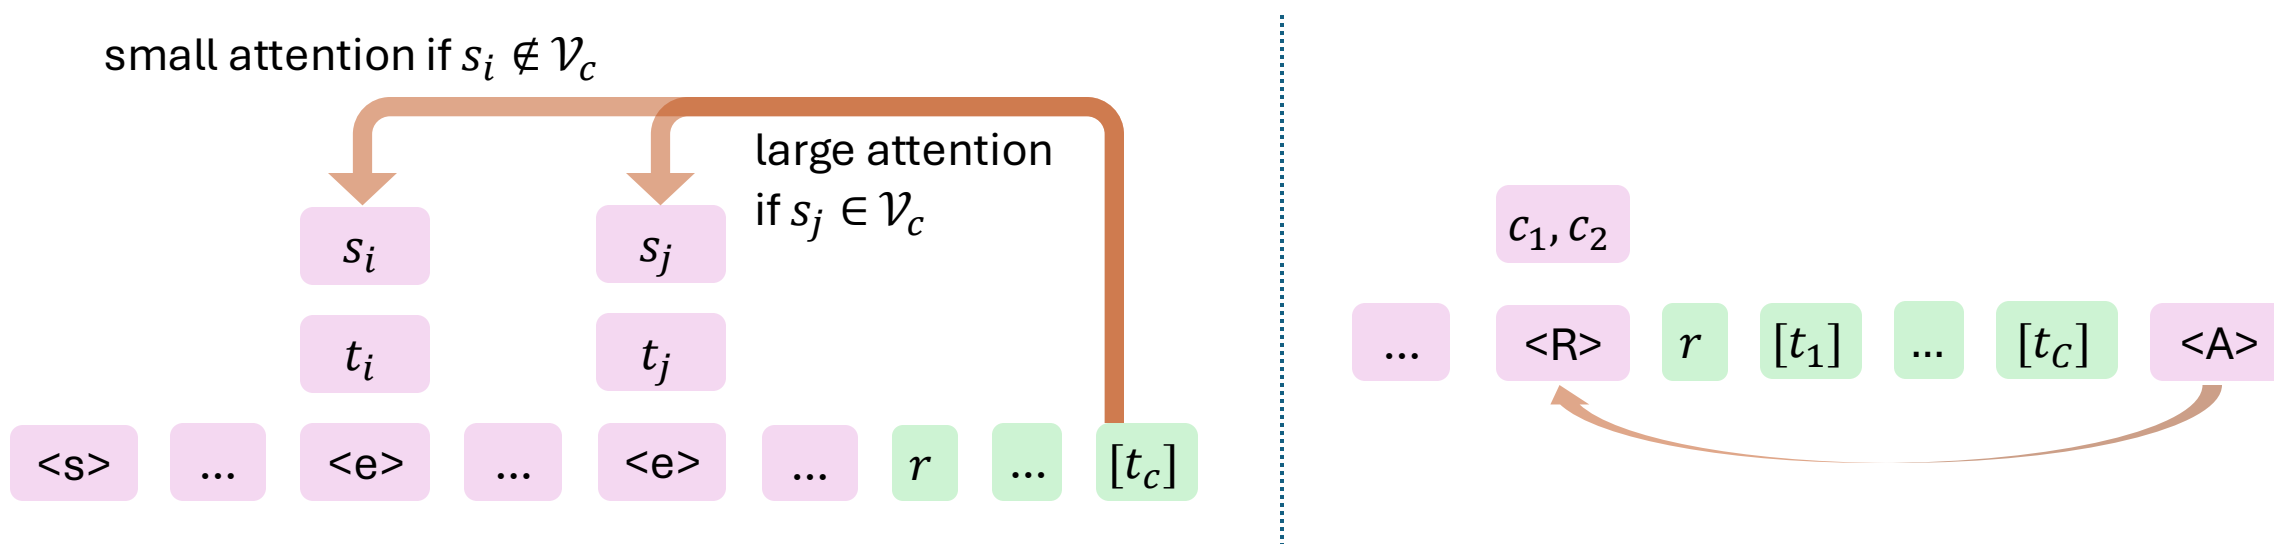 small attention if sᵢ ∉ 𝒱_c
large attention
if sⱼ ∈ 𝒱_c
sᵢ sⱼ
tᵢ tⱼ
<s> ... <e> ... <e> ... r ... [t_c]
c₁, c₂
... <R> r [t₁] ... [t_C] <A>